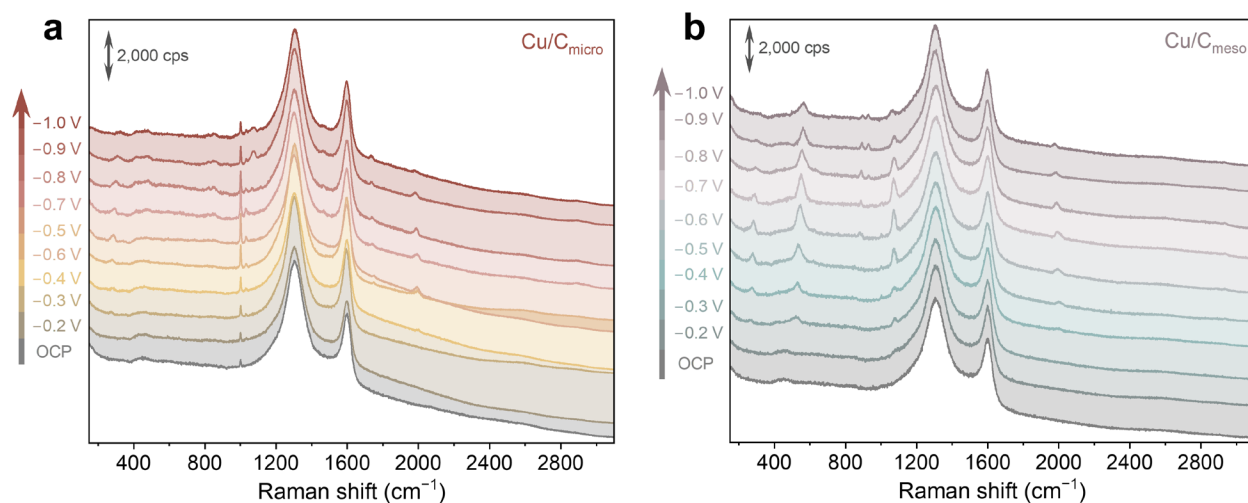 a
2,000 cps
Cu/Cmicro
−1.0 V
−0.9 V
−0.8 V
−0.7 V
−0.5 V
−0.6 V
−0.4 V
−0.3 V
−0.2 V
OCP
400 800 1200 1600 2000 2400 2800
Raman shift (cm−1)
b
2,000 cps
Cu/Cmeso
−1.0 V
−0.9 V
−0.8 V
−0.7 V
−0.6 V
−0.5 V
−0.4 V
−0.3 V
−0.2 V
OCP
400 800 1200 1600 2000 2400 2800
Raman shift (cm−1)